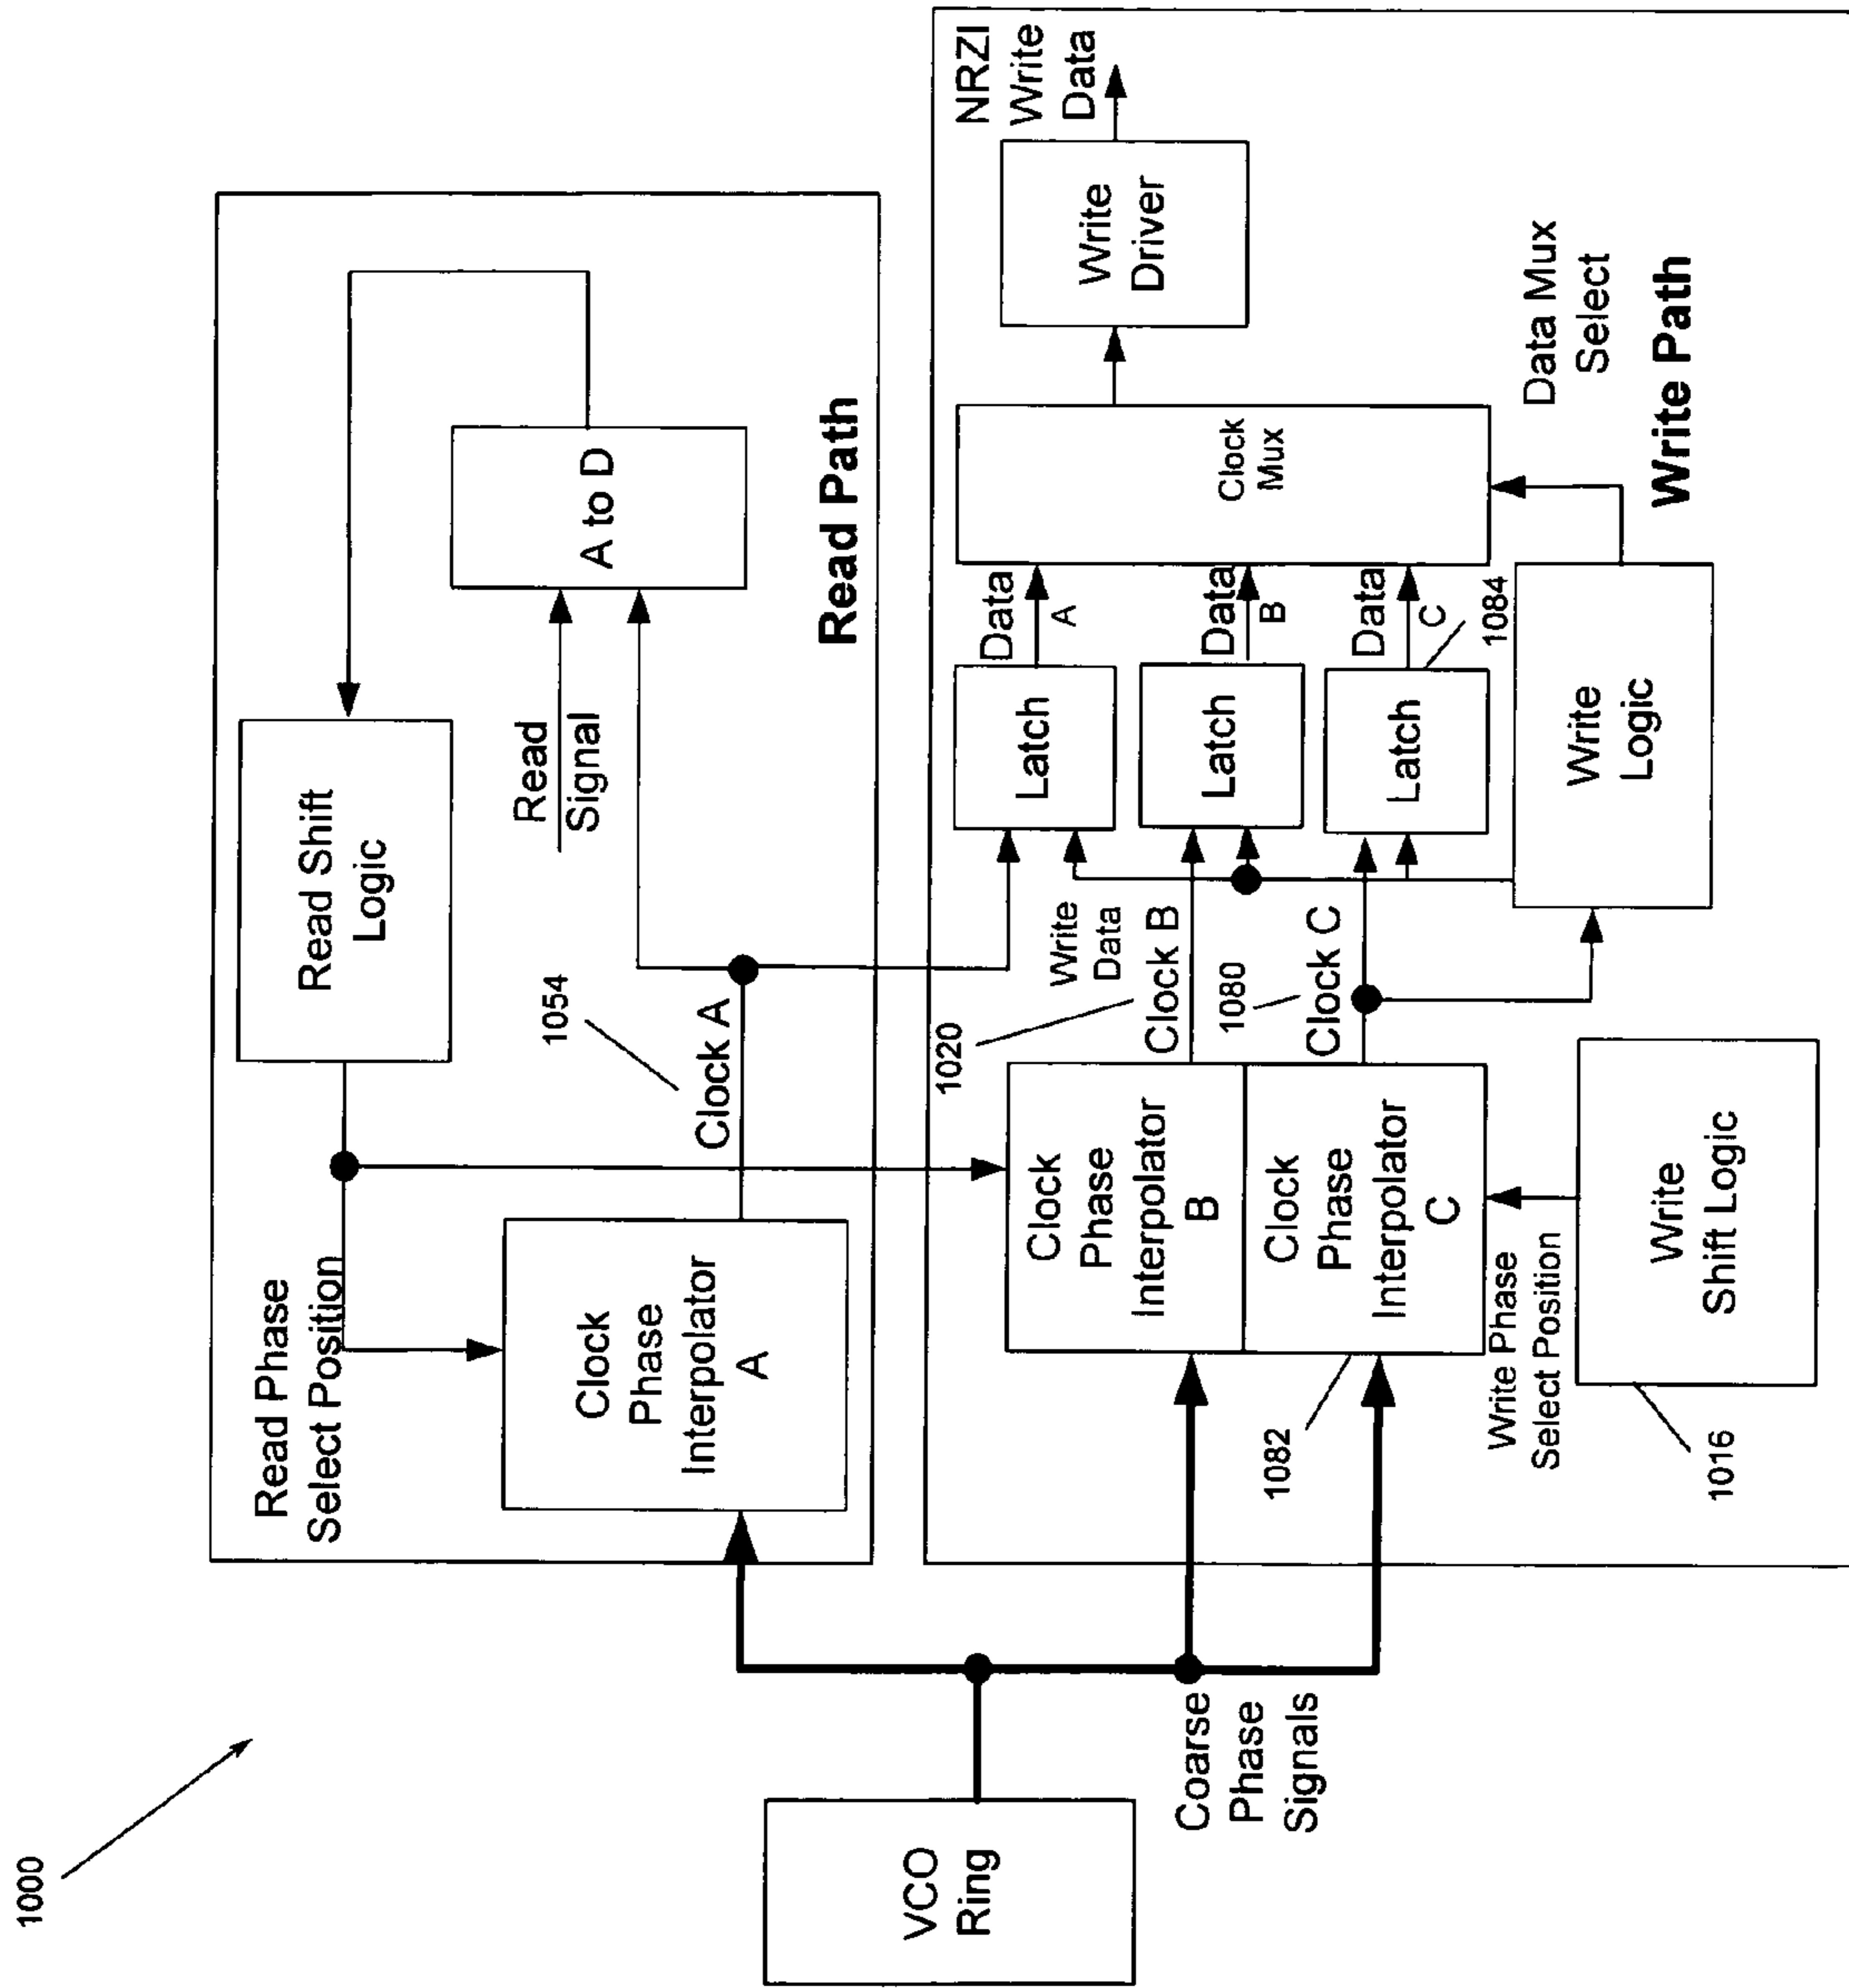 1000
VCO
Ring
Coarse
Phase
Signals
Read Phase
Select Position
Clock
Phase
Interpolator
A
Read Shift
Logic
1054
Clock A
Read
Signal
A to D
Read Path
1020
Clock
Phase
Interpolator
B
Clock
Phase
Interpolator
C
1082
Write Phase
Select Position
Write
Shift Logic
1016
Clock B
1080
Clock C
Write
Data
Latch
Latch
Latch
Data
A
Data
B
Data
C
1084
Write
Logic
Clock
Mux
Data Mux
Select
Write Path
Write
Driver
NRZI
Write
Data